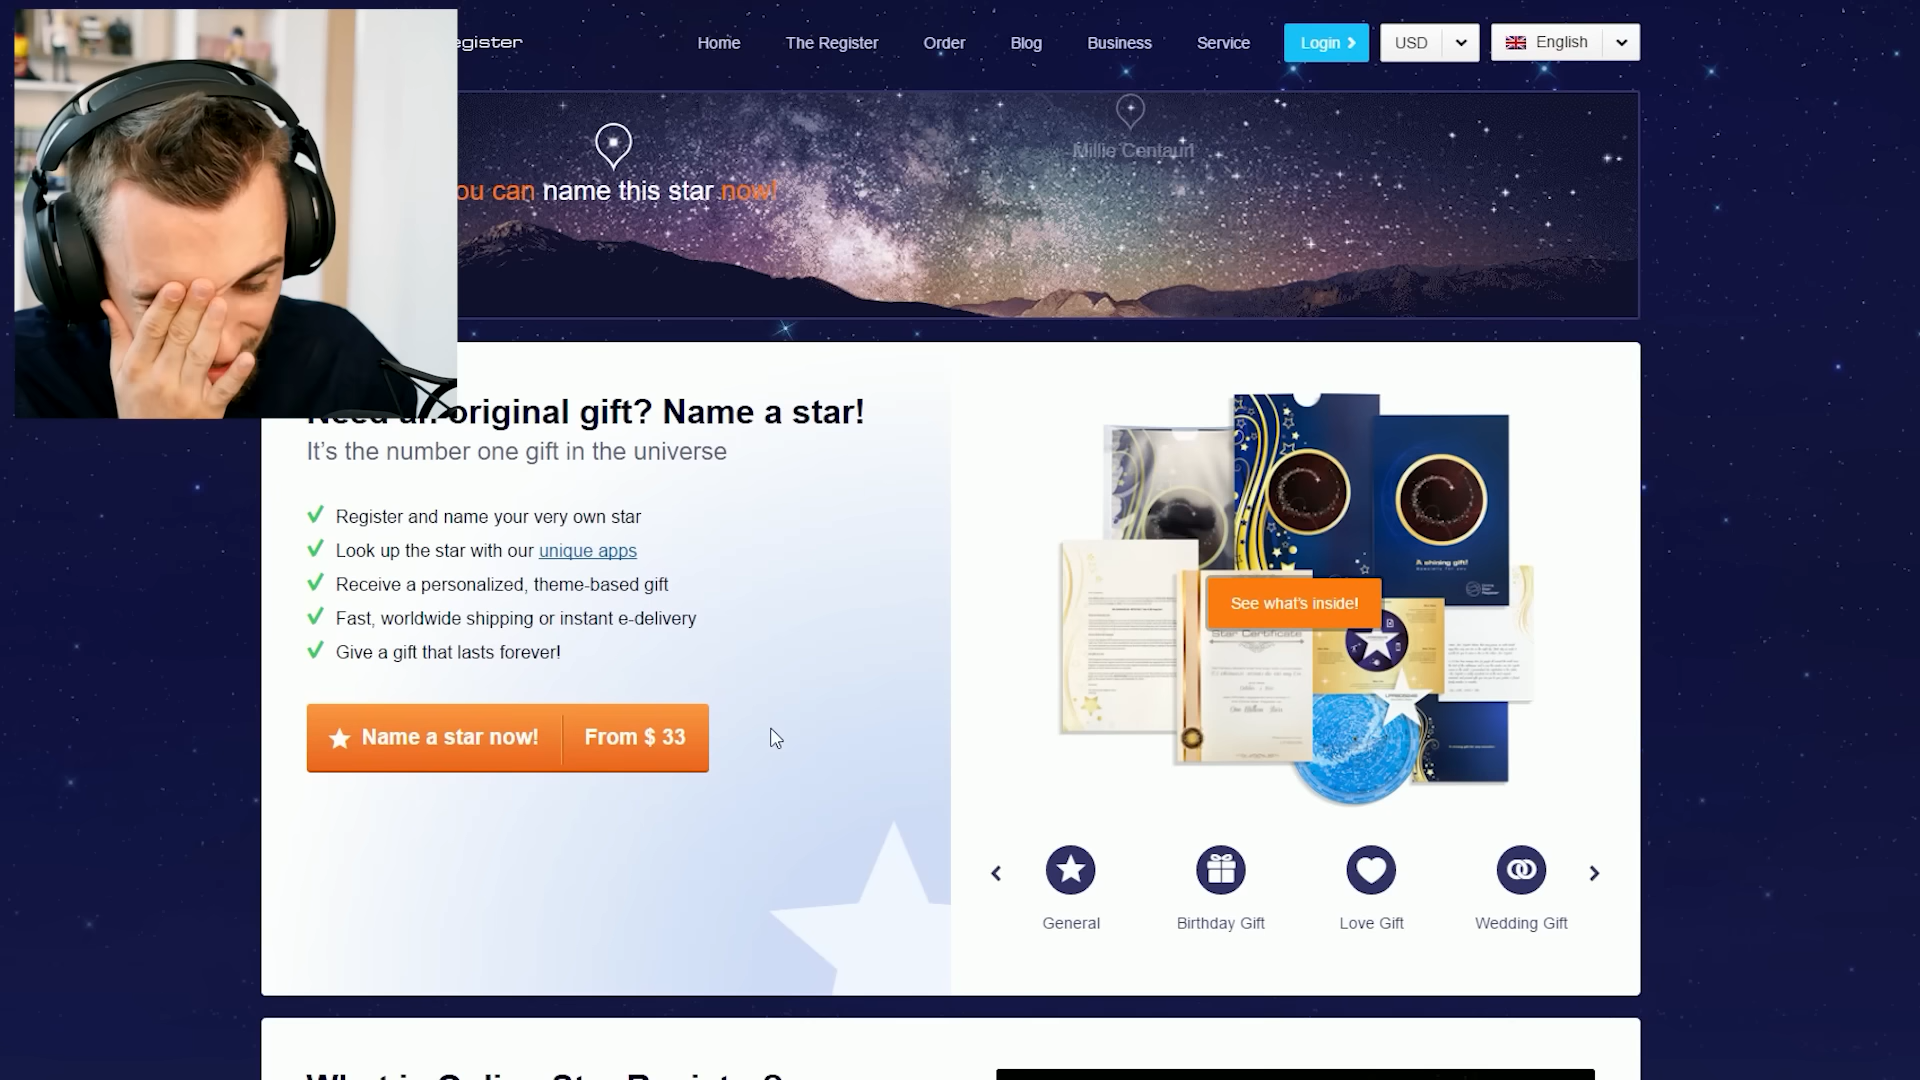 egister
Home
The Register
Order
Blog
Business
Service
Login
USD
English
Millie Centauri
ou can name this star now!
original gift? Name a star!
It's the number one gift in the universe
Register and name your very own star
Look up the star with our unique apps
Receive a personalized, theme-based gift
Fast, worldwide shipping or instant e-delivery
Give a gift that lasts forever!
Name a star now!
From $ 33
A shining gift!
See what's inside!
Star Certificate
General
Birthday Gift
Love Gift
Wedding Gift